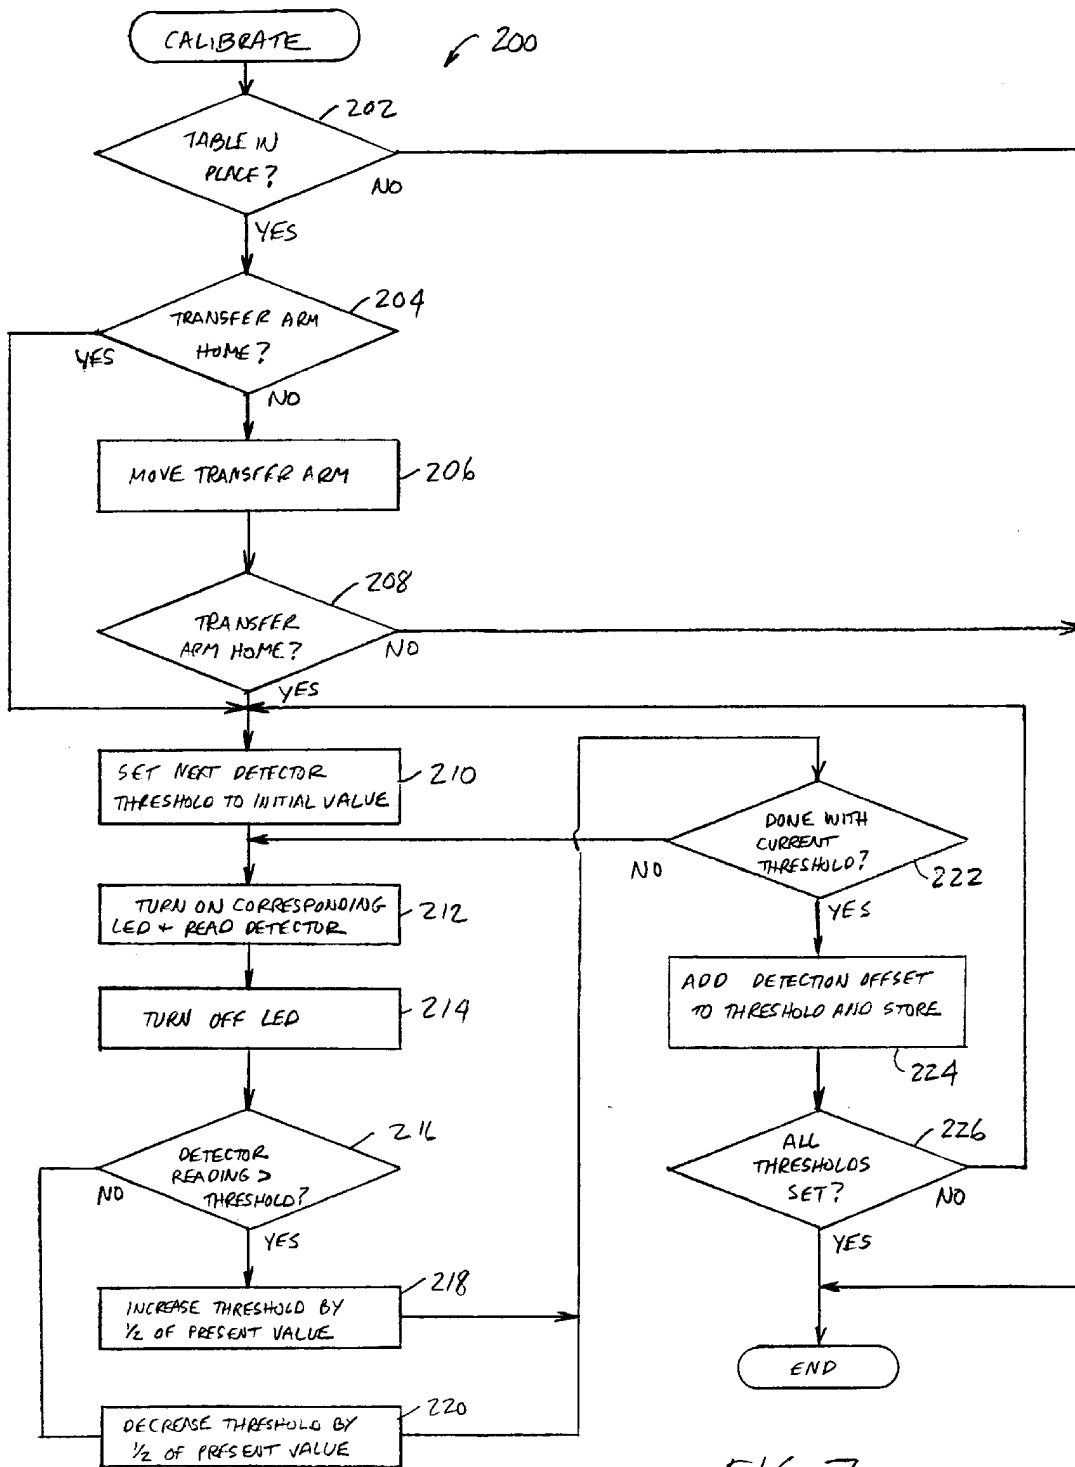 CALIBRATE
200
202
TABLE IN
PLACE?
NO
YES
204
TRANSFER ARM
HOME?
YES
NO
MOVE TRANSFER ARM
206
208
TRANSFER
ARM HOME?
NO
YES
SET NEXT DETECTOR
THRESHOLD TO INITIAL VALUE
210
TURN ON CORRESPONDING
LED + READ DETECTOR
212
TURN OFF LED
214
216
DETECTOR
READING >
THRESHOLD?
NO
YES
218
INCREASE THRESHOLD BY
1/2 OF PRESENT VALUE
220
DECREASE THRESHOLD BY
1/2 OF PRESENT VALUE
DONE WITH
CURRENT
THRESHOLD?
NO
222
YES
ADD DETECTION OFFSET
TO THRESHOLD AND STORE
224
226
ALL
THRESHOLDS
SET?
NO
YES
END